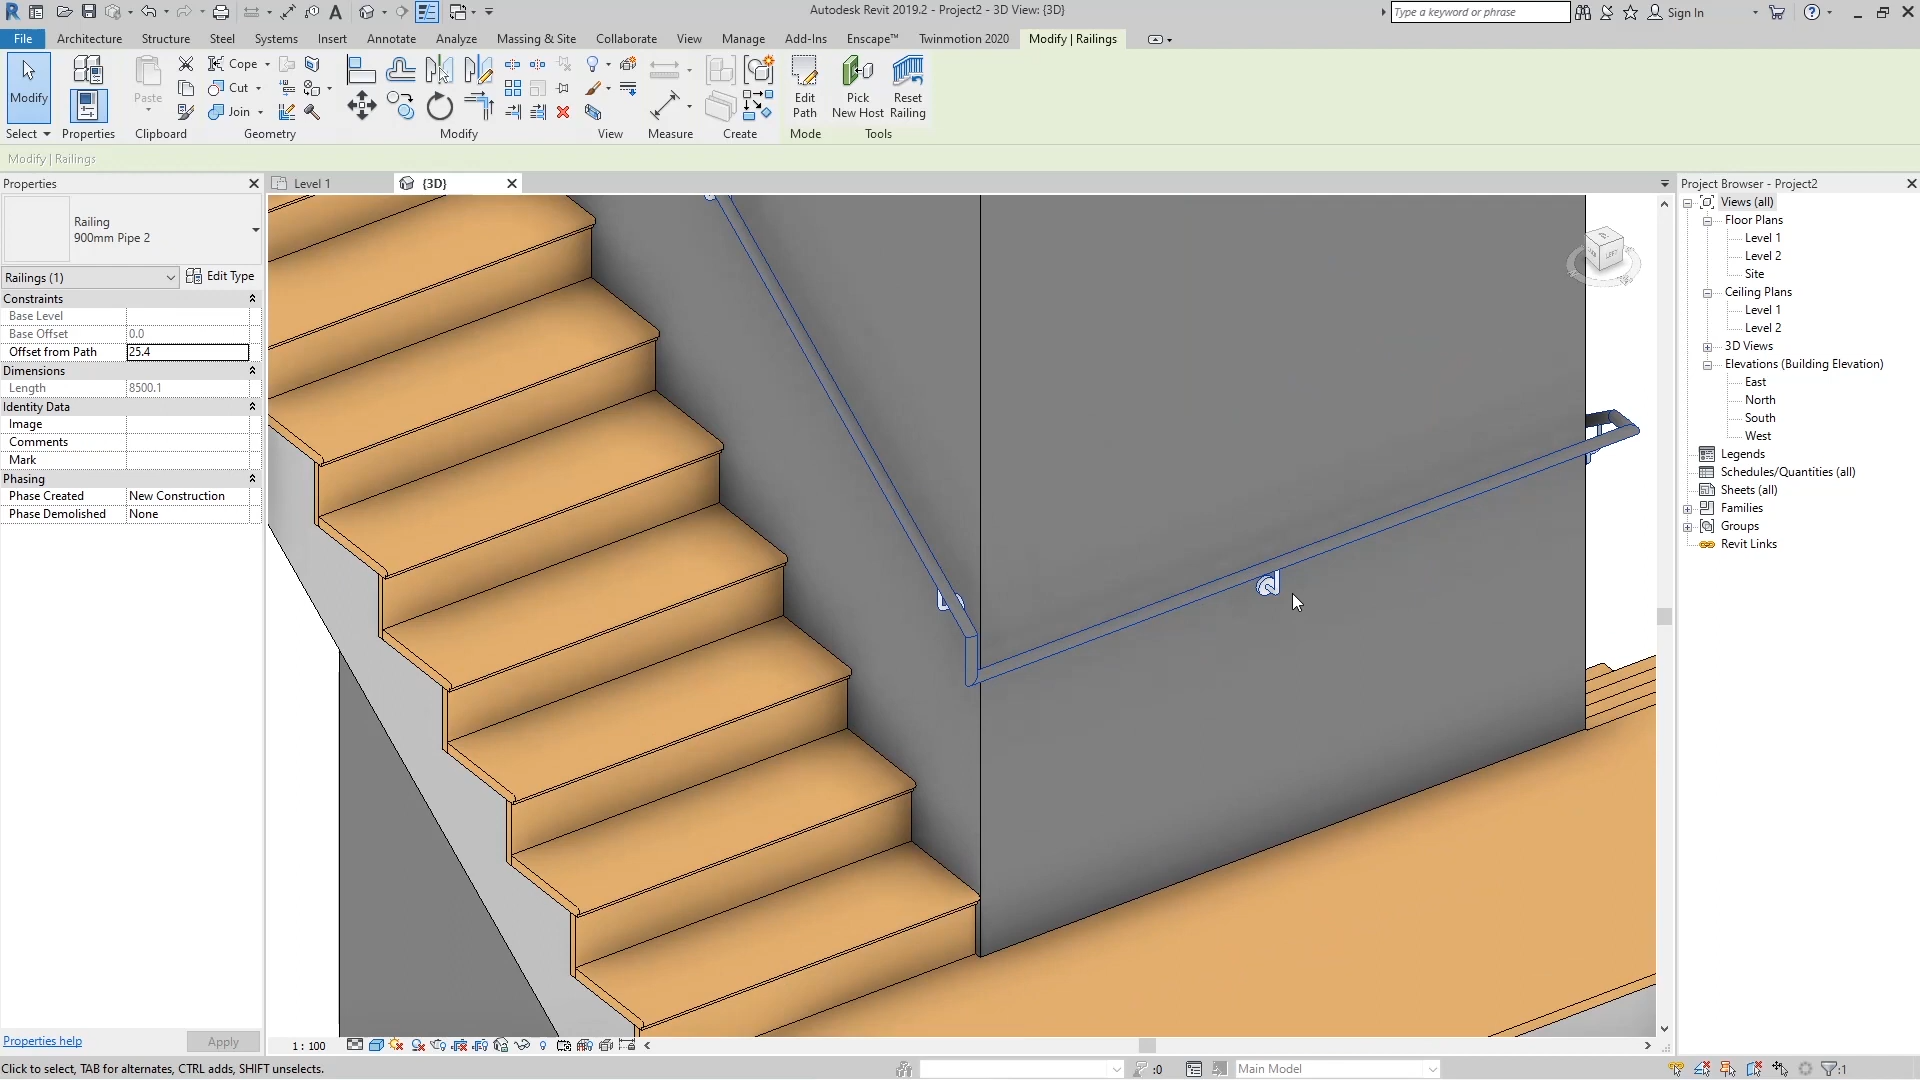 Autodesk Revit 2019.2 - Project2 - 3D View: {3D}
Type a keyword or phrase
Sign In
File Architecture Structure Steel Systems Insert Annotate Analyze Massing & Site Collaborate View Manage Add-Ins Enscape™ Twinmotion 2020 Modify | Railings
Modify
Paste
Cope
Cut
Join
Edit Path
Pick New Host
Reset Railing
Select Properties Clipboard Geometry Modify View Measure Create Mode Tools
Modify | Railings
Properties
Railing
900mm Pipe 2
Railings (1)
Edit Type
Constraints
Base Level
Base Offset 0.0
Offset from Path 25.4
Dimensions
Length 8500.1
Identity Data
Image
Comments
Mark
Phasing
Phase Created New Construction
Phase Demolished None
Properties help
Apply
Level 1
{3D}
LEFT
1 : 100
Project Browser - Project2
Views (all)
Floor Plans
Level 1
Level 2
Site
Ceiling Plans
Level 1
Level 2
3D Views
Elevations (Building Elevation)
East
North
South
West
Legends
Schedules/Quantities (all)
Sheets (all)
Families
Groups
Revit Links
Click to select, TAB for alternates, CTRL adds, SHIFT unselects.
:0
Main Model
:1